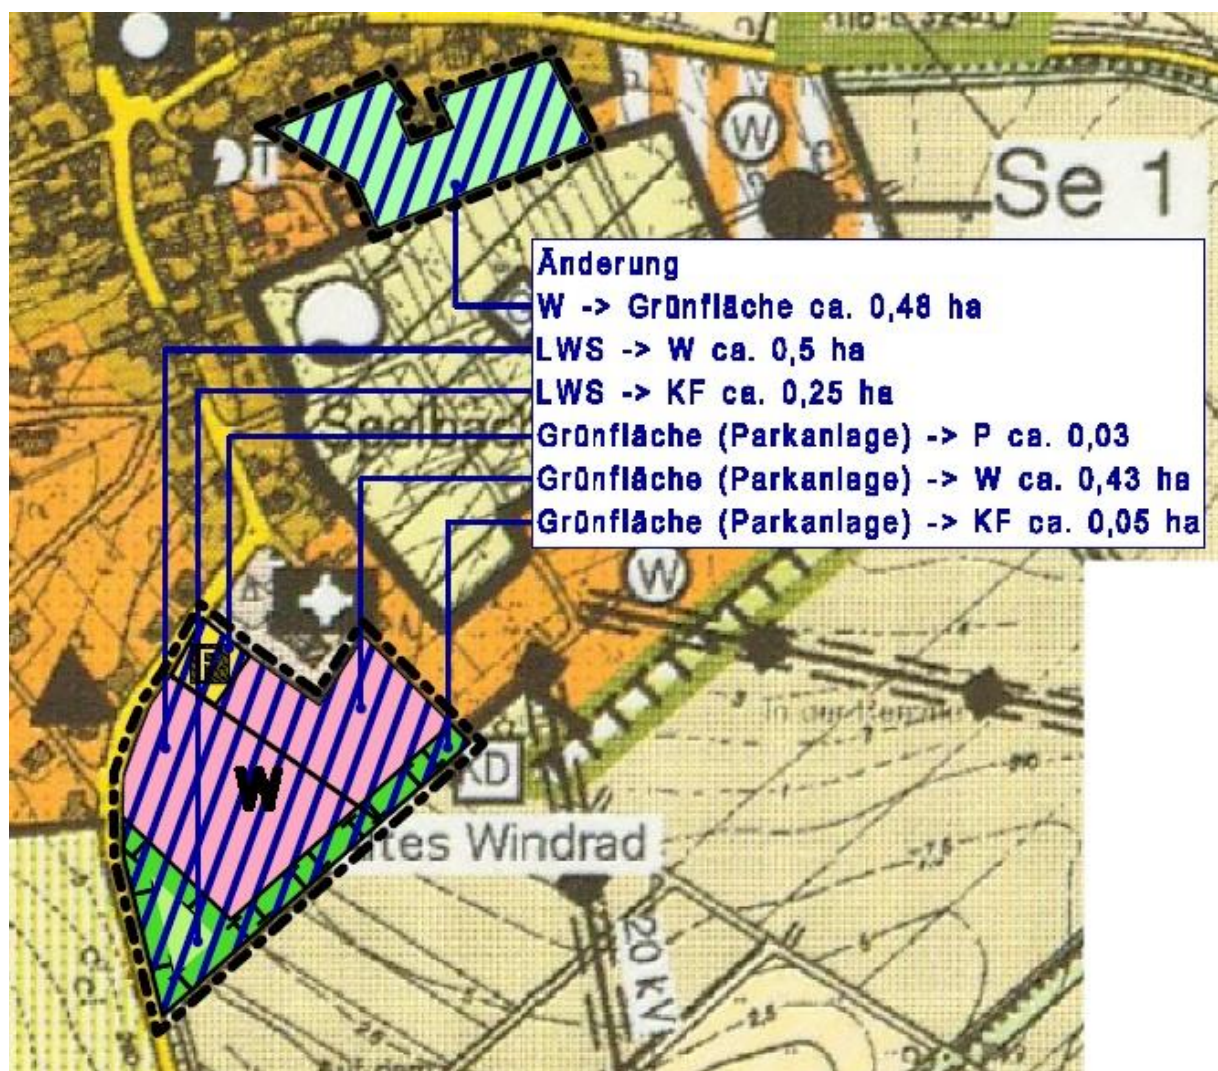 W
T
Se 1
Änderung
W -> Grünfläche ca. 0,48 ha
LWS -> W ca. 0,5 ha
LWS -> KF ca. 0,25 ha
Grünfläche (Parkanlage) -> P ca. 0,03
Grünfläche (Parkanlage) -> W ca. 0,43 ha
Grünfläche (Parkanlage) -> KF ca. 0,05 ha
W
W
KD
Windrad
20 kV